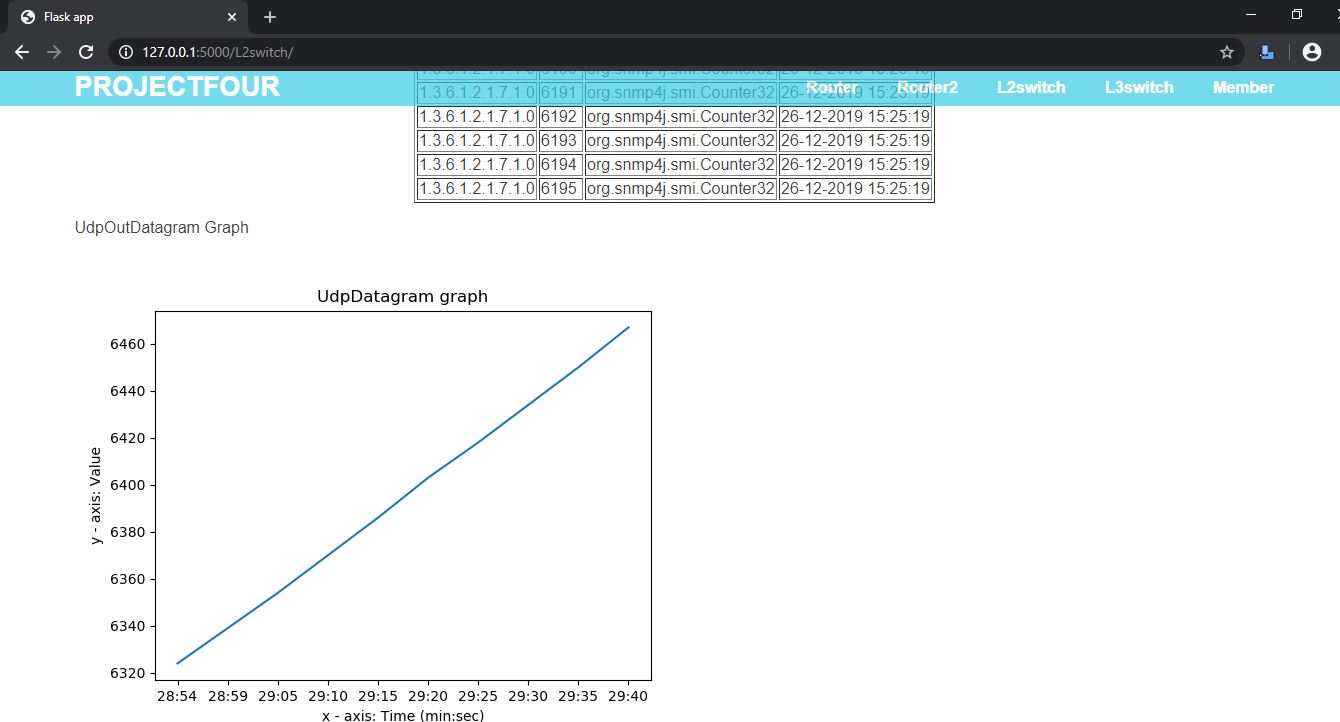 Flask app
127.0.0.1:5000/L2switch/
PROJECTFOUR Router Router2 L2switch L3switch Member
1.3.6.1.2.1.7.1.0 6191 org.snmp4j.smi.Counter32 26-12-2019 15:25:19
1.3.6.1.2.1.7.1.0 6192 org.snmp4j.smi.Counter32 26-12-2019 15:25:19
1.3.6.1.2.1.7.1.0 6193 org.snmp4j.smi.Counter32 26-12-2019 15:25:19
1.3.6.1.2.1.7.1.0 6194 org.snmp4j.smi.Counter32 26-12-2019 15:25:19
1.3.6.1.2.1.7.1.0 6195 org.snmp4j.smi.Counter32 26-12-2019 15:25:19
UdpOutDatagram Graph
UdpDatagram graph
y - axis: Value
6460
6440
6420
6400
6380
6360
6340
6320
28:54 28:59 29:05 29:10 29:15 29:20 29:25 29:30 29:35 29:40
x - axis: Time (min:sec)